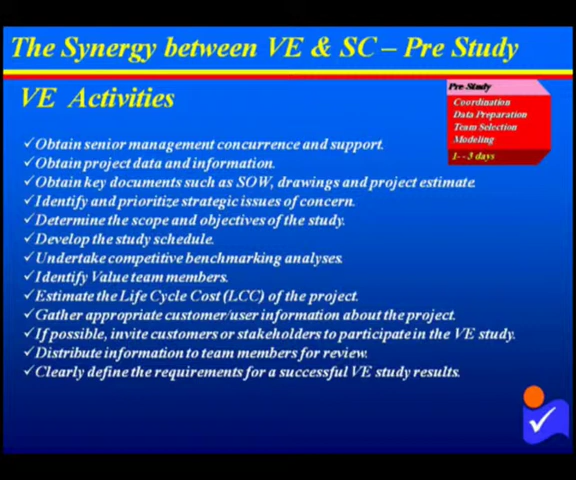 The Synergy between VE & SC – Pre Study
VE Activities
Pre-Study
Coordination
Data Preparation
Team Selection
Modeling
1-- 3 days
✓Obtain senior management concurrence and support.
✓Obtain project data and information.
✓Obtain key documents such as SOW, drawings and project estimate.
✓Identify and prioritize strategic issues of concern.
✓Determine the scope and objectives of the study.
✓Develop the study schedule.
✓Undertake competitive benchmarking analyses.
✓Identify Value team members.
✓Estimate the Life Cycle Cost (LCC) of the project.
✓Gather appropriate customer/user information about the project.
✓If possible, invite customers or stakeholders to participate in the VE study.
✓Distribute information to team members for review.
✓Clearly define the requirements for a successful VE study results.